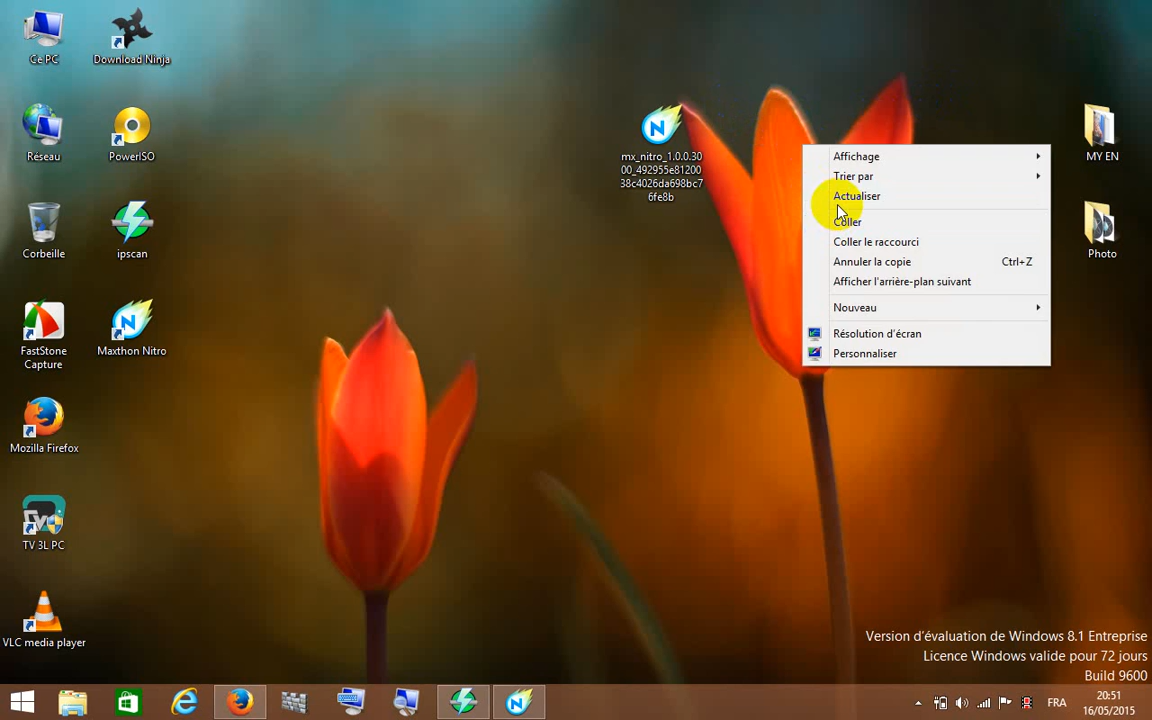 Ce PC
Download Ninja
Réseau
PowerISO
Corbeille
ipscan
FastStone
Capture
Maxthon Nitro
Mozilla Firefox
TV 3L PC
VLC media player
mx_nitro_1.0.0.30
00_492955e81200
38c4026da698bc7
6fe8b
MY EN
Photo
Affichage
Trier par
Actualiser
Coller
Coller le raccourci
Annuler la copie Ctrl+Z
Afficher l'arrière-plan suivant
Nouveau
Résolution d'écran
Personnaliser
Version d'évaluation de Windows 8.1 Entreprise
Licence Windows valide pour 72 jours
Build 9600
FRA
20:51
16/05/2015